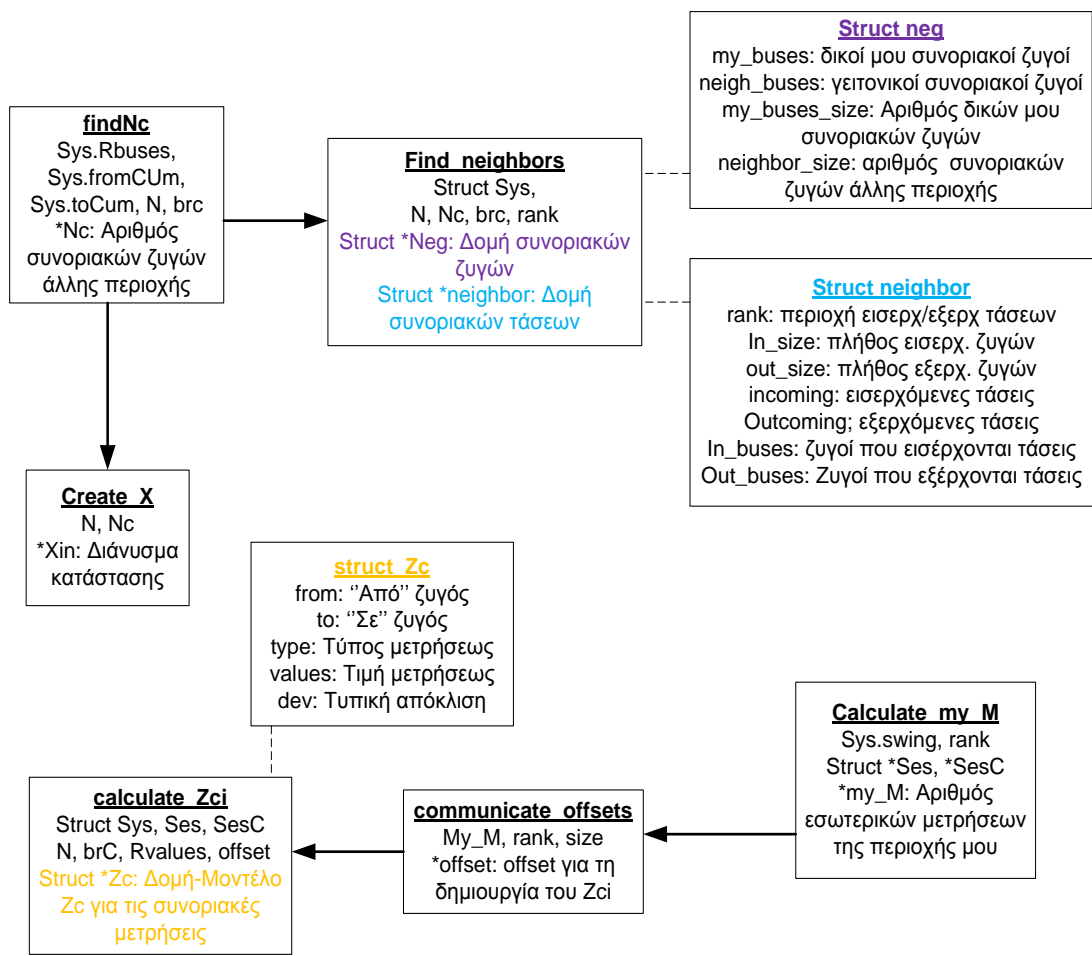 findNc
Sys.Rbuses,
Sys.fromCUm,
Sys.toCum, N, brc
*Nc: Αριθμός
συνοριακών ζυγών
άλλης περιοχής
Find_neighbors
Struct Sys,
N, Nc, brc, rank
Struct *Neg: Δομή συνοριακών
ζυγών
Struct *neighbor: Δομή
συνοριακών τάσεων
Struct neg
my_buses: δικοί μου συνοριακοί ζυγοί
neigh_buses: γειτονικοί συνοριακοί ζυγοί
my_buses_size: Αριθμός δικών μου
συνοριακών ζυγών
neighbor_size: αριθμός συνοριακών
ζυγών άλλης περιοχής
Struct neighbor
rank: περιοχή εισερχ/εξερχ τάσεων
In_size: πλήθος εισερχ. ζυγών
out_size: πλήθος εξερχ. ζυγών
incoming: εισερχόμενες τάσεις
Outcoming; εξερχόμενες τάσεις
In_buses: ζυγοί που εισέρχονται τάσεις
Out_buses: Ζυγοί που εξέρχονται τάσεις
Create_X
N, Nc
*Xin: Διάνυσμα
κατάστασης
struct_Zc
from: ‘’Από’’ ζυγός
to: ‘’Σε’’ ζυγός
type: Τύπος μετρήσεως
values: Τιμή μετρήσεως
dev: Τυπική απόκλιση
Calculate_my_M
Sys.swing, rank
Struct *Ses, *SesC
*my_M: Αριθμός
εσωτερικών μετρήσεων
της περιοχής μου
communicate_offsets
My_M, rank, size
*offset: offset για τη
δημιουργία του Zci
calculate_Zci
Struct Sys, Ses, SesC
N, brC, Rvalues, offset
Struct *Zc: Δομή-Μοντέλο
Zc για τις συνοριακές
μετρήσεις